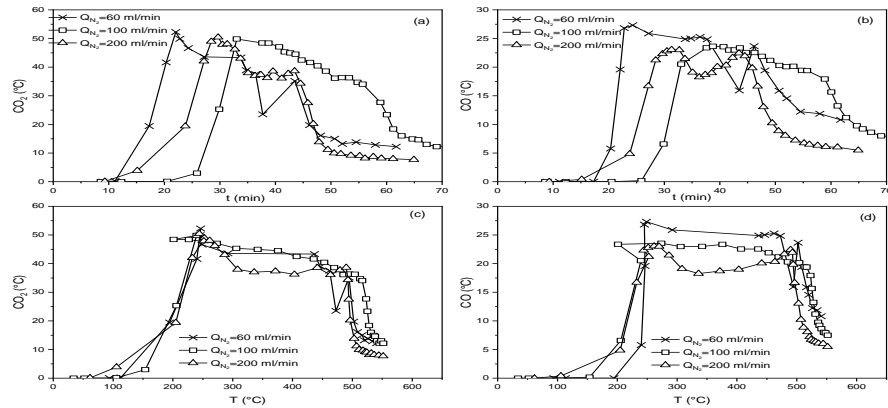 Q_N2=60 ml/min
Q_N2=100 ml/min
Q_N2=200 ml/min
(a)
CO2 (°C)
0 10 20 30 40 50 60
0 10 20 30 40 50 60 70
t (min)
Q_N2=60 ml/min
Q_N2=100 ml/min
Q_N2=200 ml/min
(b)
CO (°C)
0 5 10 15 20 25 30
0 10 20 30 40 50 60 70
t (min)
(c)
CO2 (°C)
0 10 20 30 40 50 60
Q_N2=60 ml/min
Q_N2=100 ml/min
Q_N2=200 ml/min
0 100 200 300 400 500 600
T (°C)
(d)
CO (°C)
0 5 10 15 20 25 30
Q_N2=60 ml/min
Q_N2=100 ml/min
Q_N2=200 ml/min
0 100 200 300 400 500 600
T (°C)